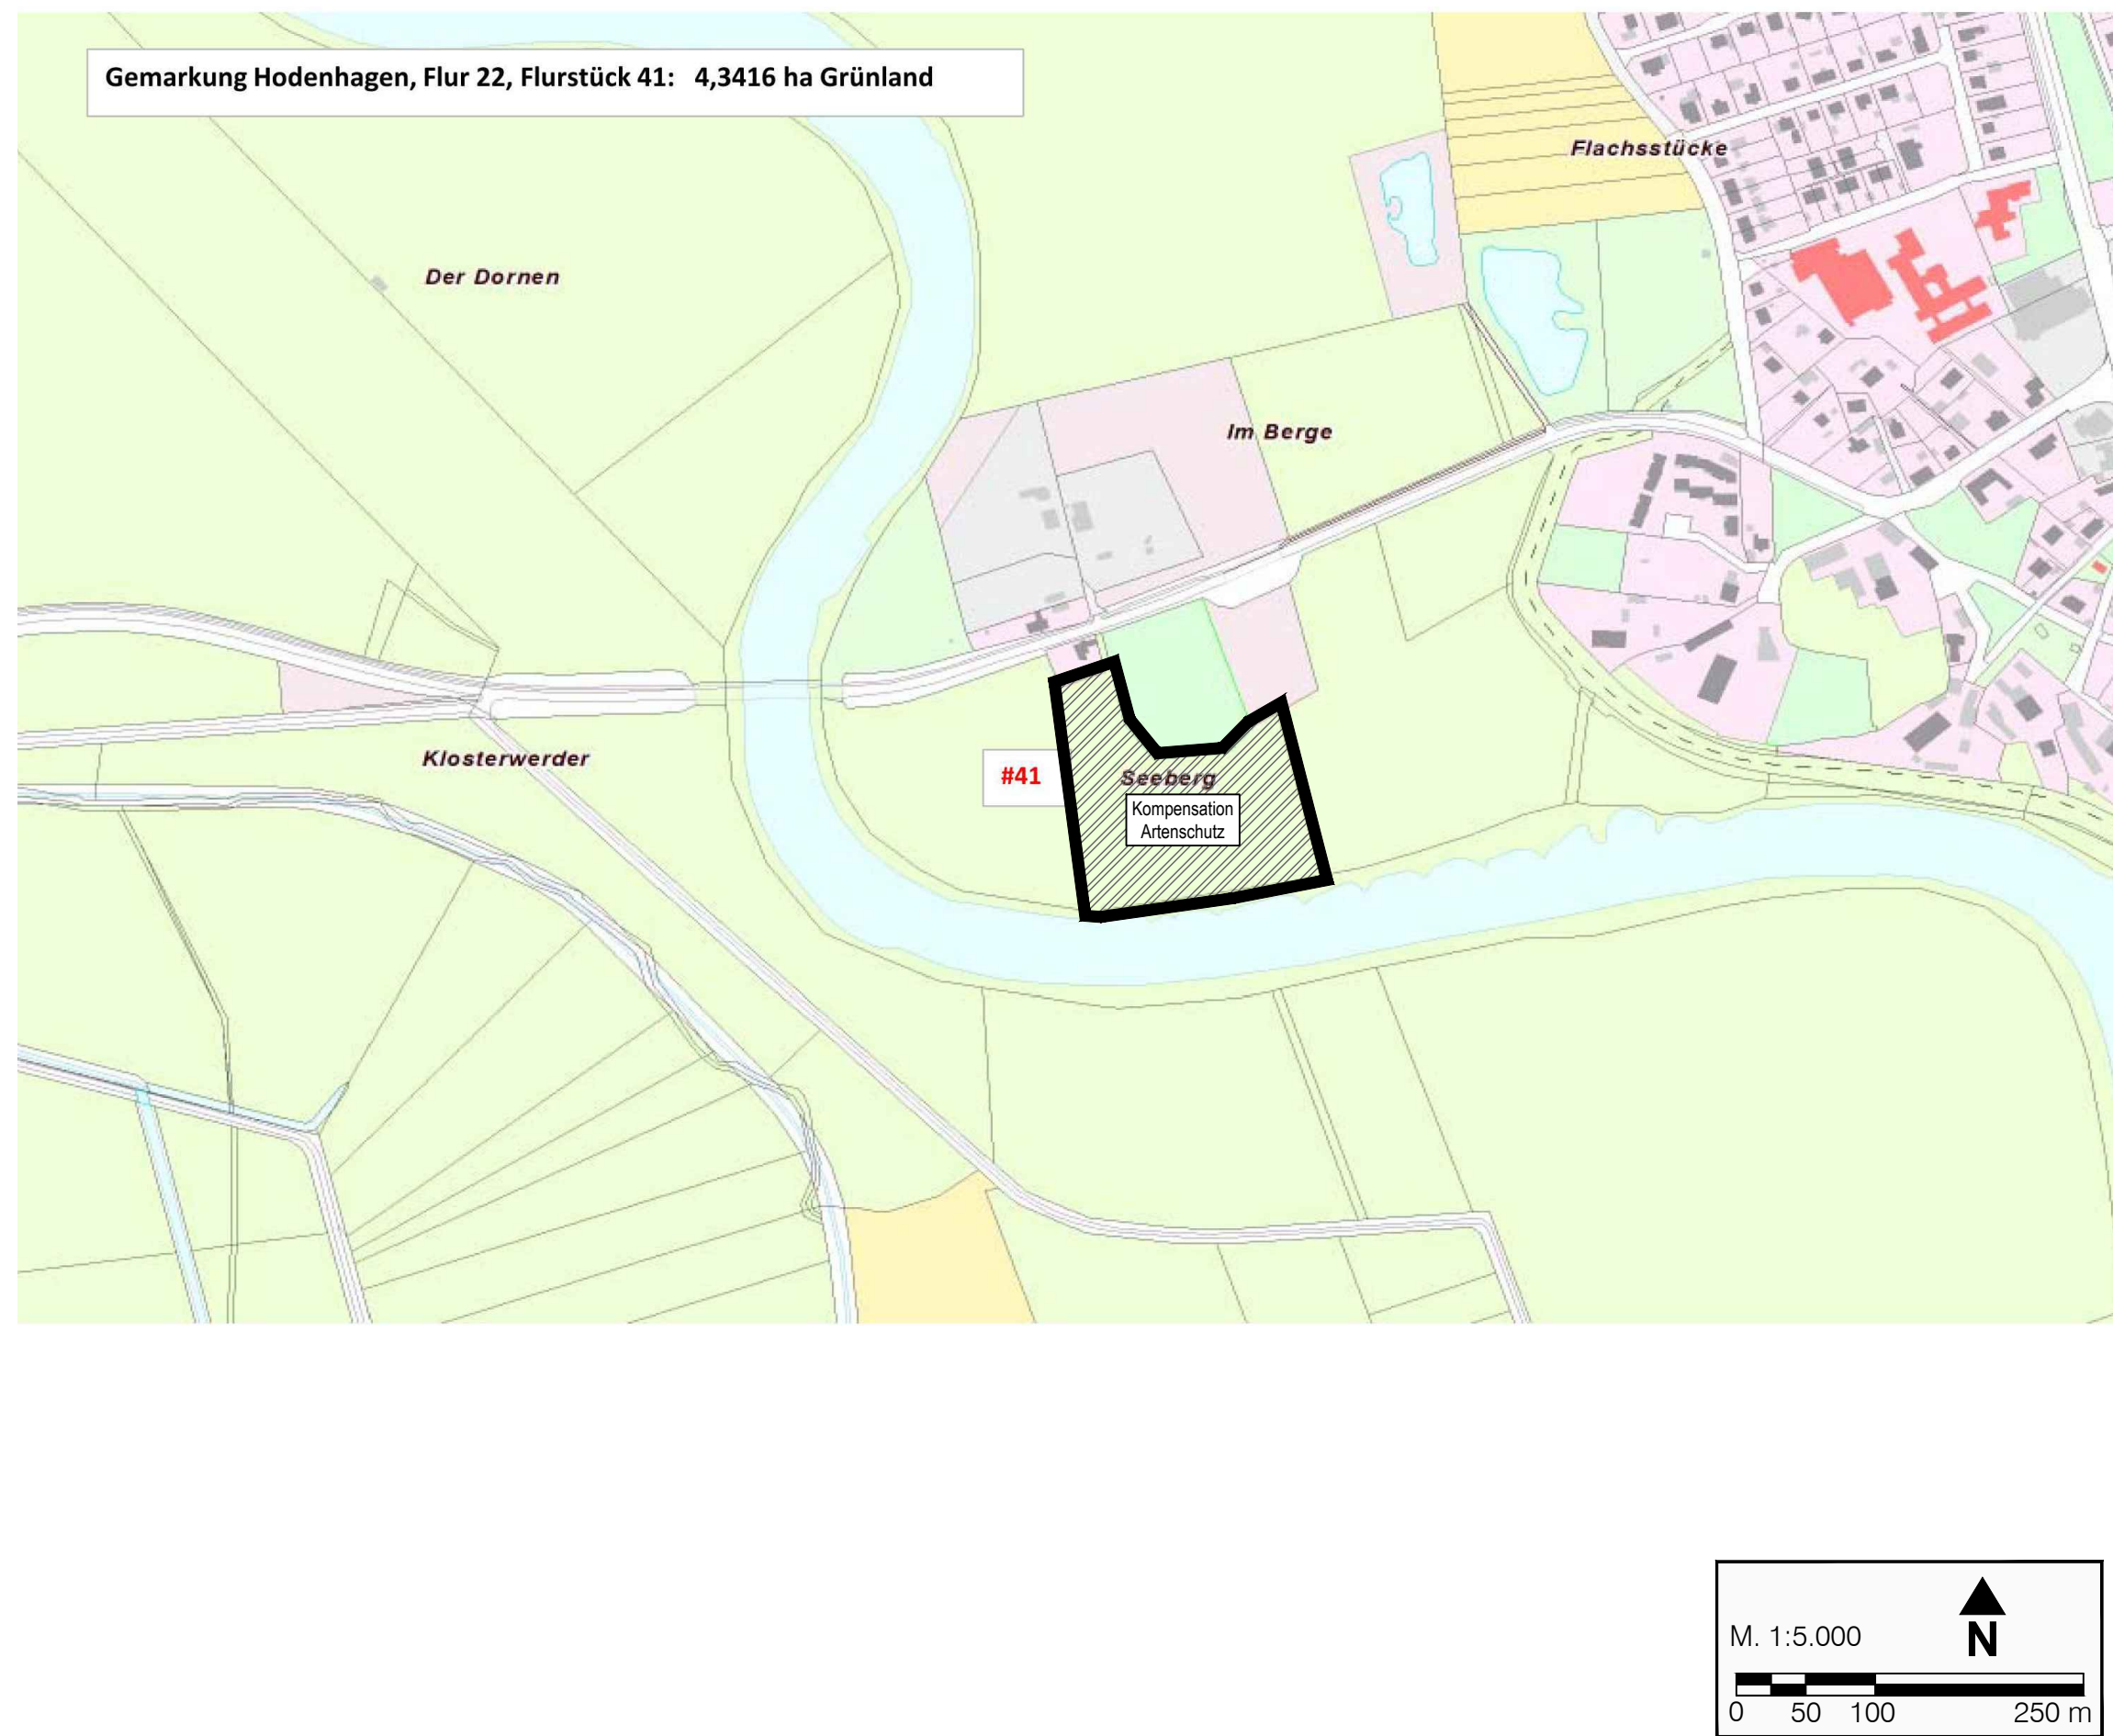 Gemarkung Hodenhagen, Flur 22, Flurstück 41: 4,3416 ha Grünland
Flachsstücke
Der Dornen
Im Berge
Klosterwerder
#41
Seeberg
Kompensation
Artenschutz
M. 1:5.000
N
0 50 100 250 m